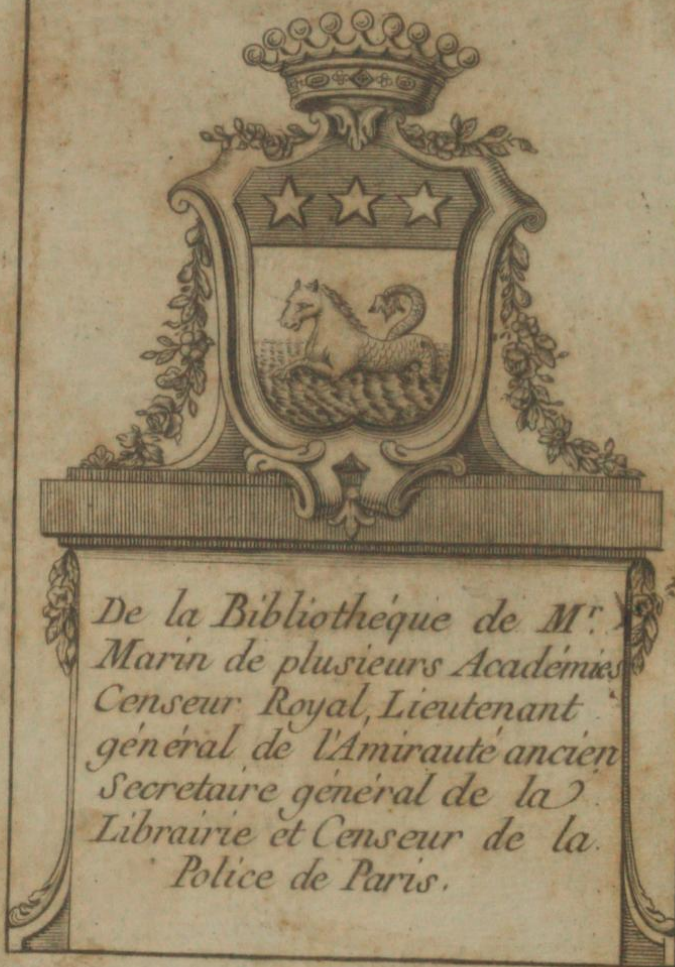 De la Bibliothéque de Mr.
Marin de plusieurs Académies
Censeur Royal, Lieutenant
général de l'Amirauté ancien
Secretaire général de la
Librairie et Censeur de la
Police de Paris.